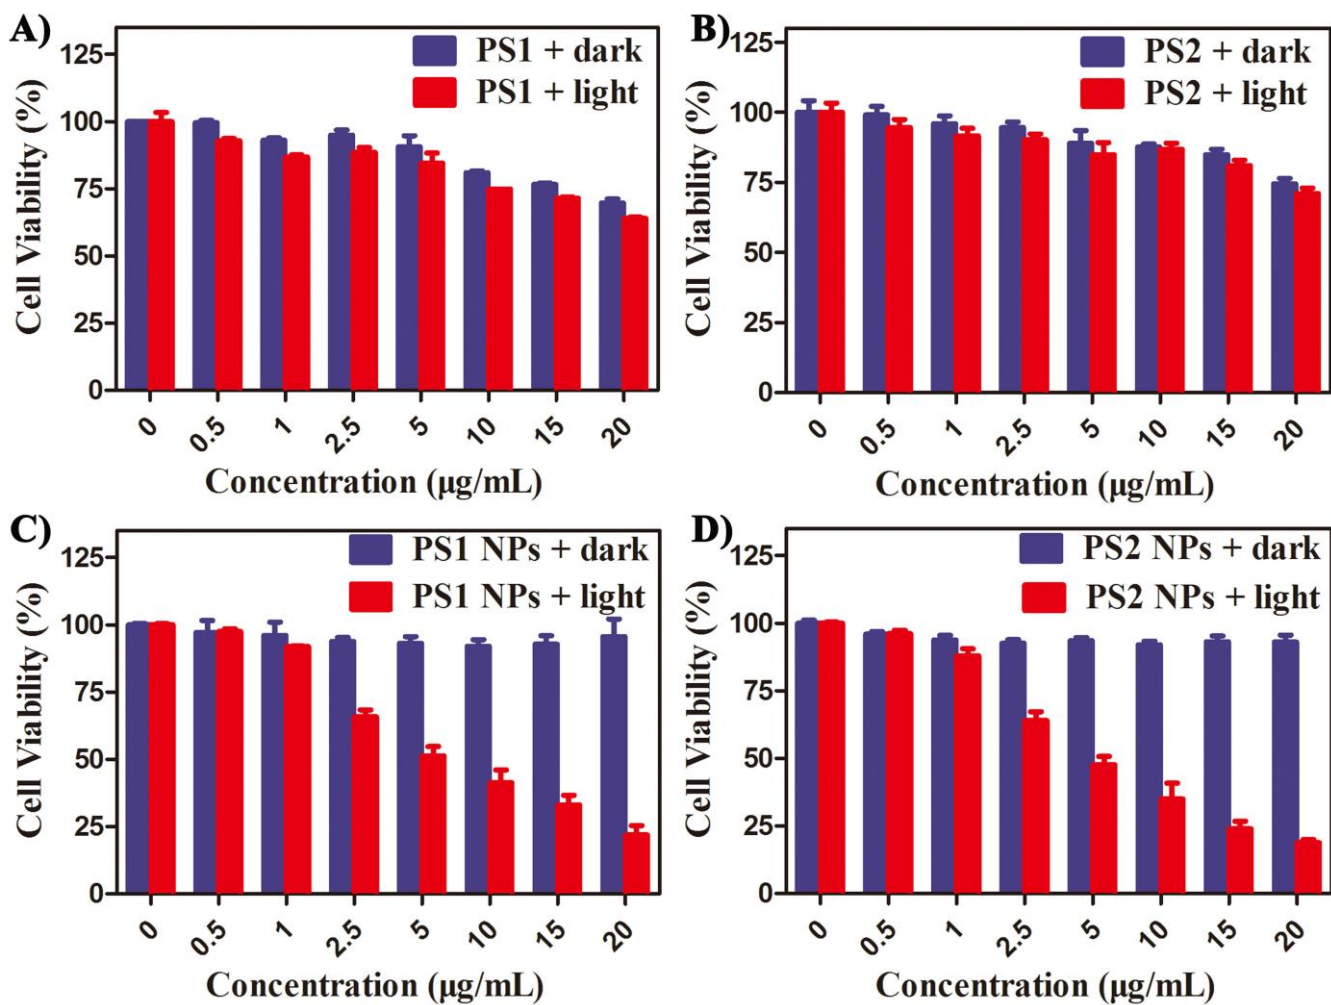 A)
PS1 + dark
PS1 + light
Cell Viability (%)
125
100
75
50
25
0
0 0.5 1 2.5 5 10 15 20
Concentration (µg/mL)
B)
PS2 + dark
PS2 + light
Cell Viability (%)
125
100
75
50
25
0
0 0.5 1 2.5 5 10 15 20
Concentration (µg/mL)
C)
PS1 NPs + dark
PS1 NPs + light
Cell Viability (%)
125
100
75
50
25
0
0 0.5 1 2.5 5 10 15 20
Concentration (µg/mL)
D)
PS2 NPs + dark
PS2 NPs + light
Cell Viability (%)
125
100
75
50
25
0
0 0.5 1 2.5 5 10 15 20
Concentration (µg/mL)